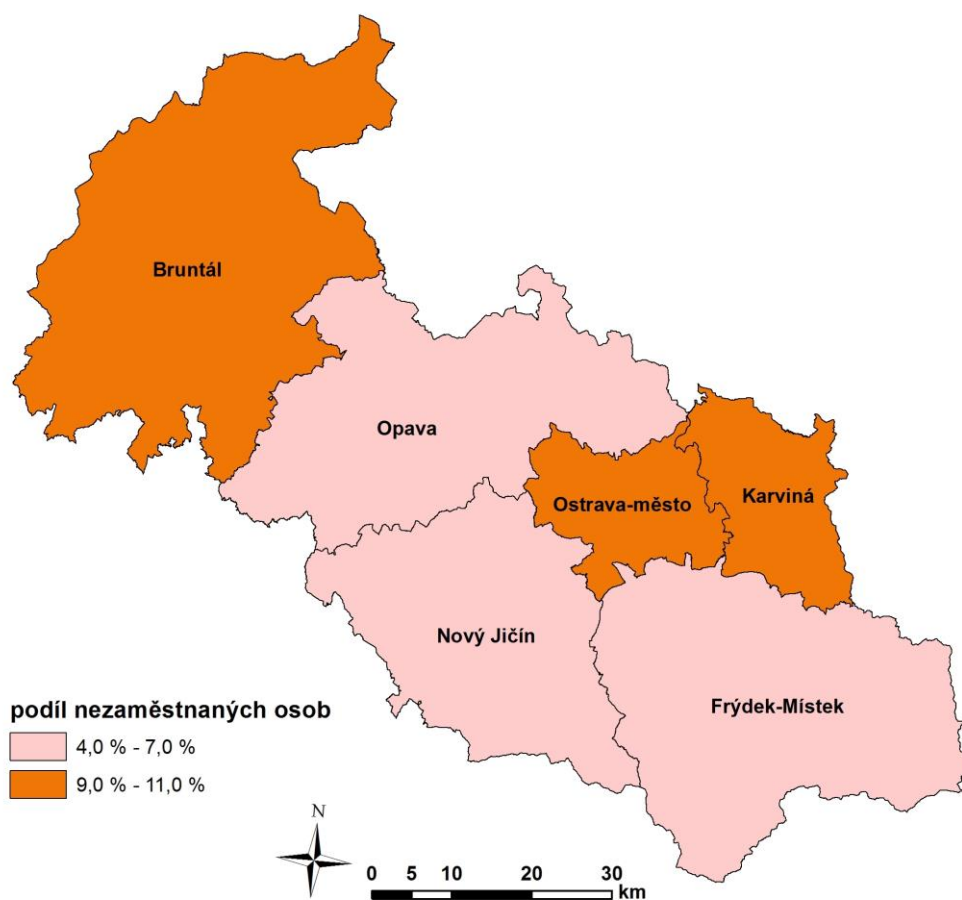 Bruntál
Opava
Ostrava-město
Karviná
Nový Jičín
Frýdek-Místek
podíl nezaměstnaných osob
4,0 % - 7,0 %
9,0 % - 11,0 %
N
0 5 10 20 30
km